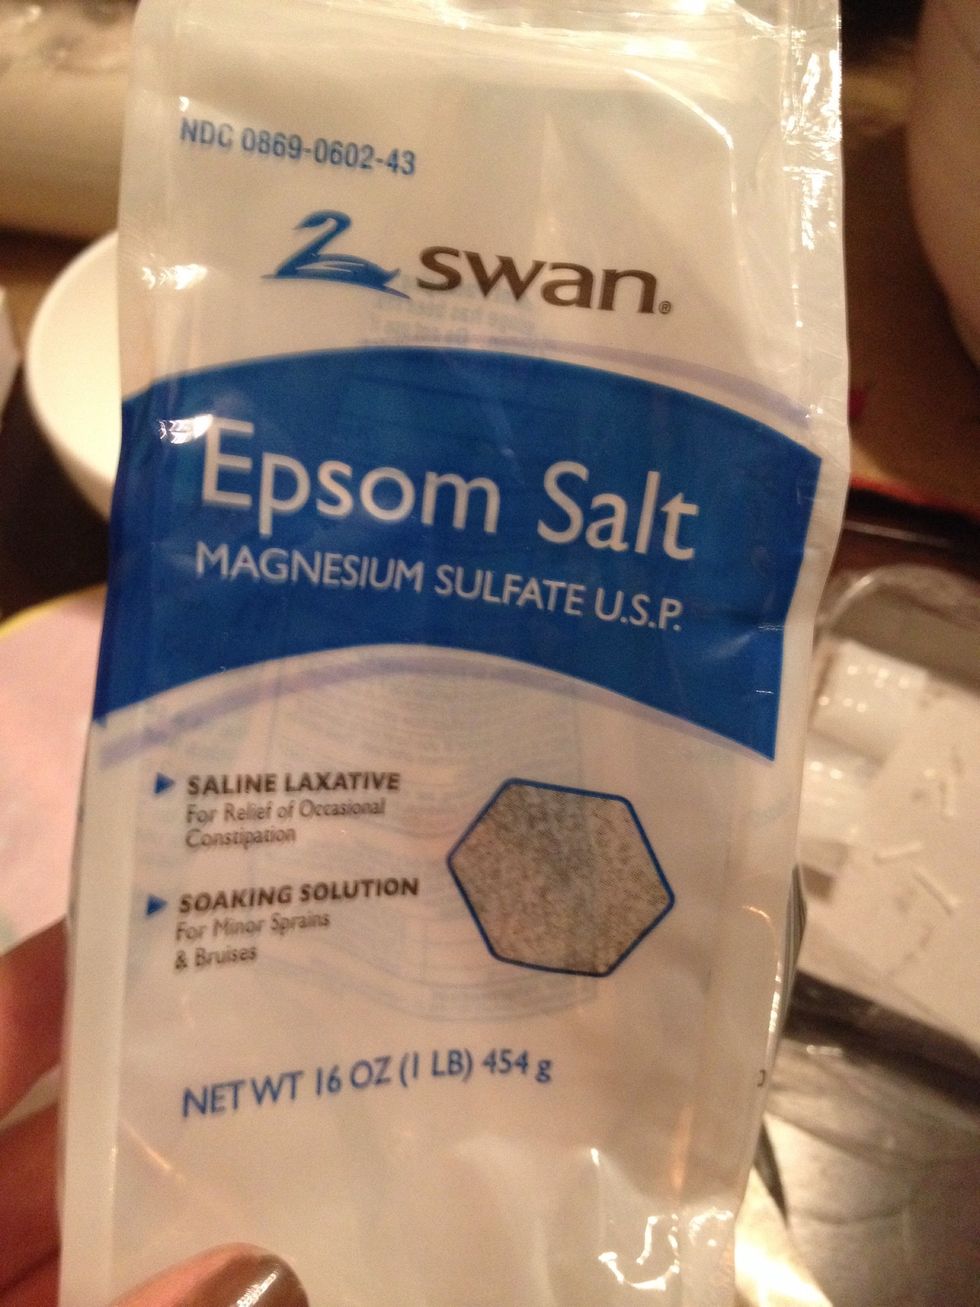 NDC 0869-0602-43
swan®
Epsom Salt
MAGNESIUM SULFATE U.S.P.
SALINE LAXATIVE
For Relief of Occasional
Constipation
SOAKING SOLUTION
For Minor Sprains
& Bruises
NET WT 16 OZ (1 LB) 454 g